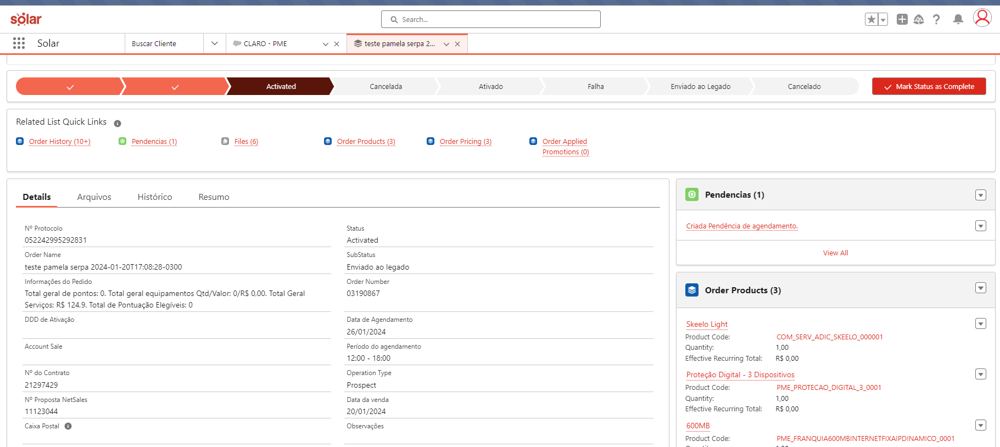 solar
Search...
Solar
Buscar Cliente
CLARO - PME
teste pamela serpa 2...
Activated
Cancelada
Ativado
Falha
Enviado ao Legado
Cancelado
Mark Status as Complete
Related List Quick Links
Order History (10+)
Pendencias (1)
Files (6)
Order Products (3)
Order Pricing (3)
Order Applied
Promotions (0)
Details
Arquivos
Histórico
Resumo
Nº Protocolo
052242995292831
Status
Activated
Order Name
teste pamela serpa 2024-01-20T17:08:28-0300
SubStatus
Enviado ao legado
Informações do Pedido
Total geral de pontos: 0. Total geral equipamentos Qtd/Valor: 0/R$ 0,00. Total Geral
Serviços: R$ 124,9. Total de Pontuação Elegíveis: 0
Order Number
03190867
DDD de Ativação
Data de Agendamento
26/01/2024
Account Sale
Período do agendamento
12:00 - 18:00
Nº do Contrato
21297429
Operation Type
Prospect
Nº Proposta NetSales
11123044
Data da venda
20/01/2024
Caixa Postal
Observações
Pendencias (1)
Criada Pendência de agendamento.
View All
Order Products (3)
Skeelo Light
Product Code: COM_SERV_ADIC_SKEELO_000001
Quantity: 1,00
Effective Recurring Total: R$ 0,00
Proteção Digital - 3 Dispositivos
Product Code: PME_PROTECAO_DIGITAL_3_0001
Quantity: 1,00
Effective Recurring Total: R$ 0,00
600MB
Product Code: PME_FRANQUIA600MBINTERNETFIXAIPDINAMICO_0001